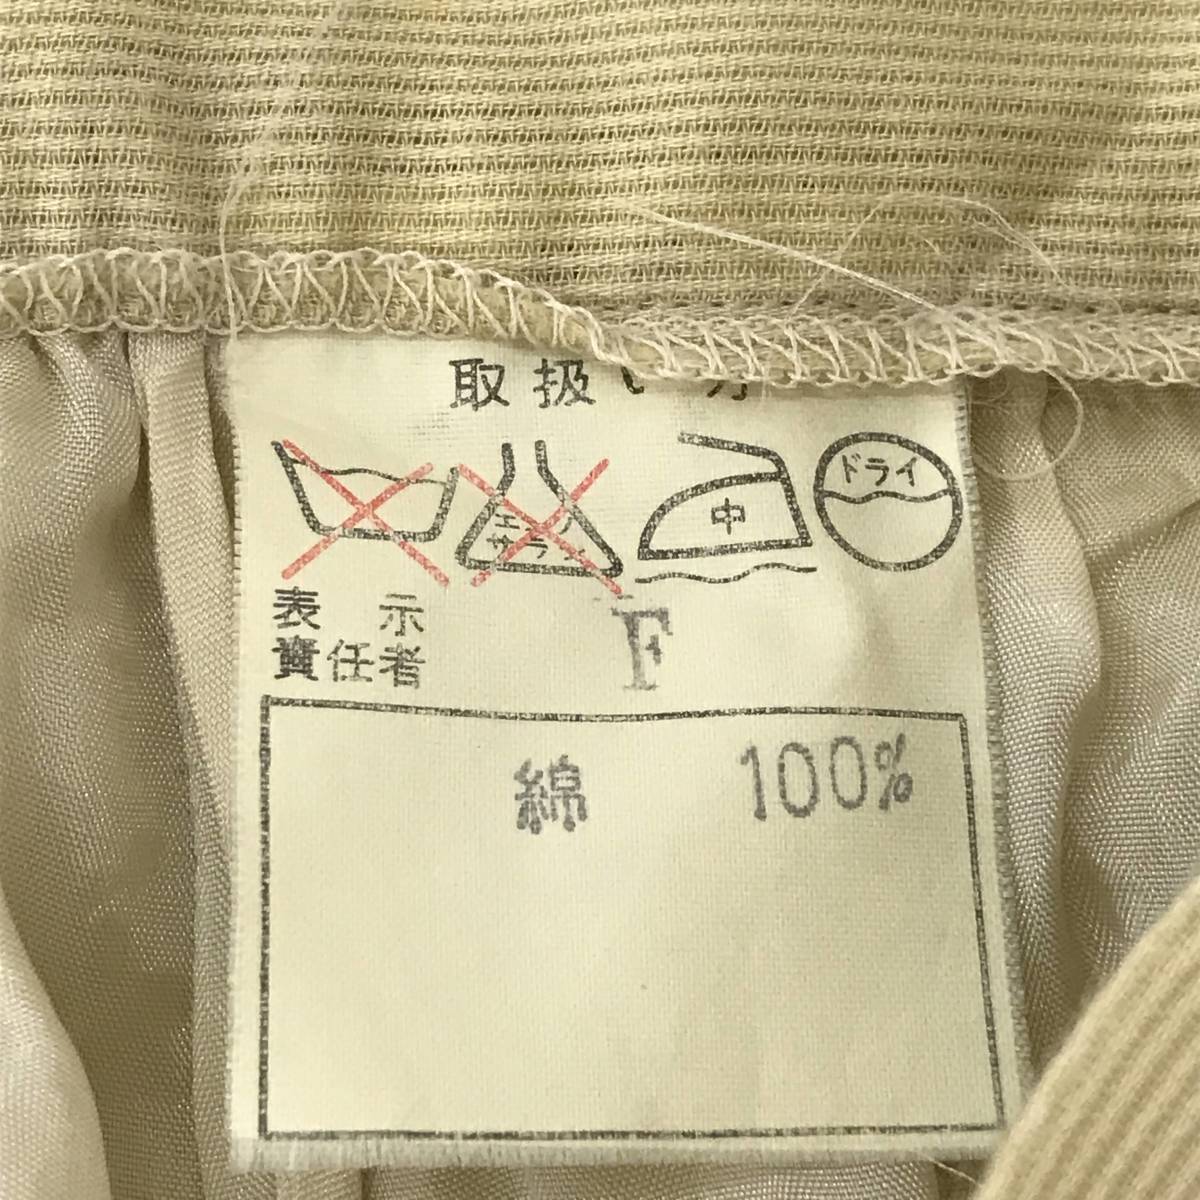 取扱い方
エンソ
サラシ
中
ドライ
表示
責任者
F
綿 100%